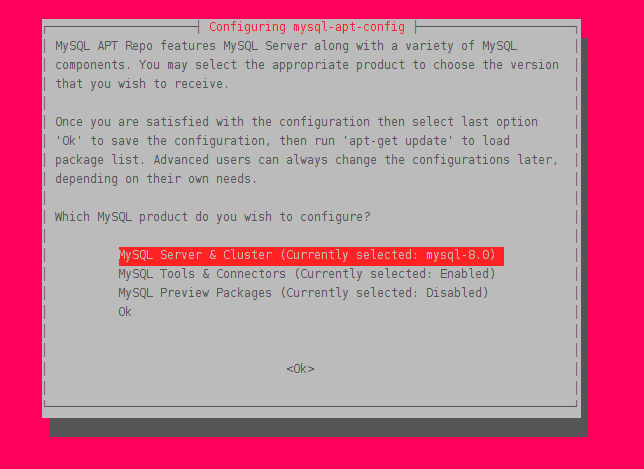 Configuring mysql-apt-config
MySQL APT Repo features MySQL Server along with a variety of MySQL
components. You may select the appropriate product to choose the version
that you wish to receive.
Once you are satisfied with the configuration then select last option
'Ok' to save the configuration, then run 'apt-get update' to load
package list. Advanced users can always change the configurations later,
depending on their own needs.
Which MySQL product do you wish to configure?
MySQL Server & Cluster (Currently selected: mysql-8.0)
MySQL Tools & Connectors (Currently selected: Enabled)
MySQL Preview Packages (Currently selected: Disabled)
Ok
<Ok>